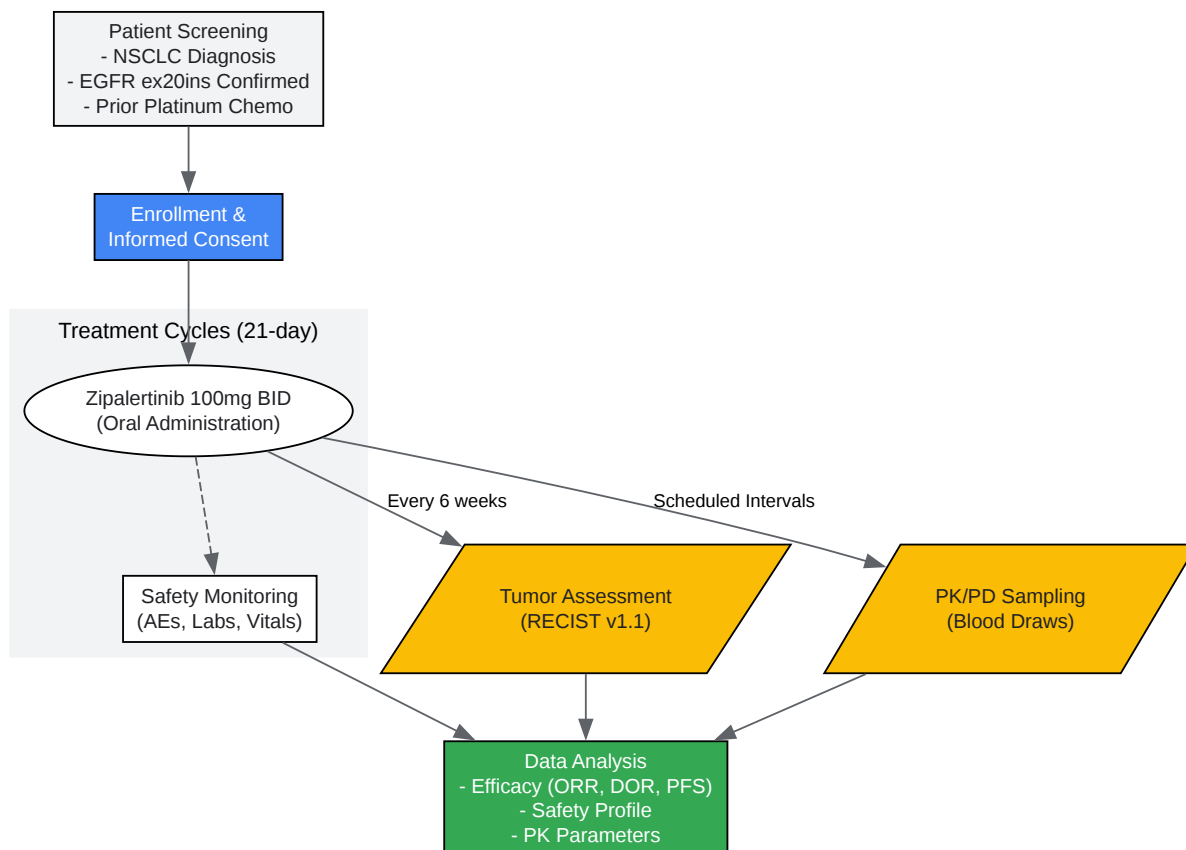 Patient Screening
- NSCLC Diagnosis
- EGFR ex20ins Confirmed
- Prior Platinum Chemo
Enrollment &
Informed Consent
Treatment Cycles (21-day)
Zipalertinib 100mg BID
(Oral Administration)
Every 6 weeks
Scheduled Intervals
Safety Monitoring
(AEs, Labs, Vitals)
Tumor Assessment
(RECIST v1.1)
PK/PD Sampling
(Blood Draws)
Data Analysis
- Efficacy (ORR, DOR, PFS)
- Safety Profile
- PK Parameters